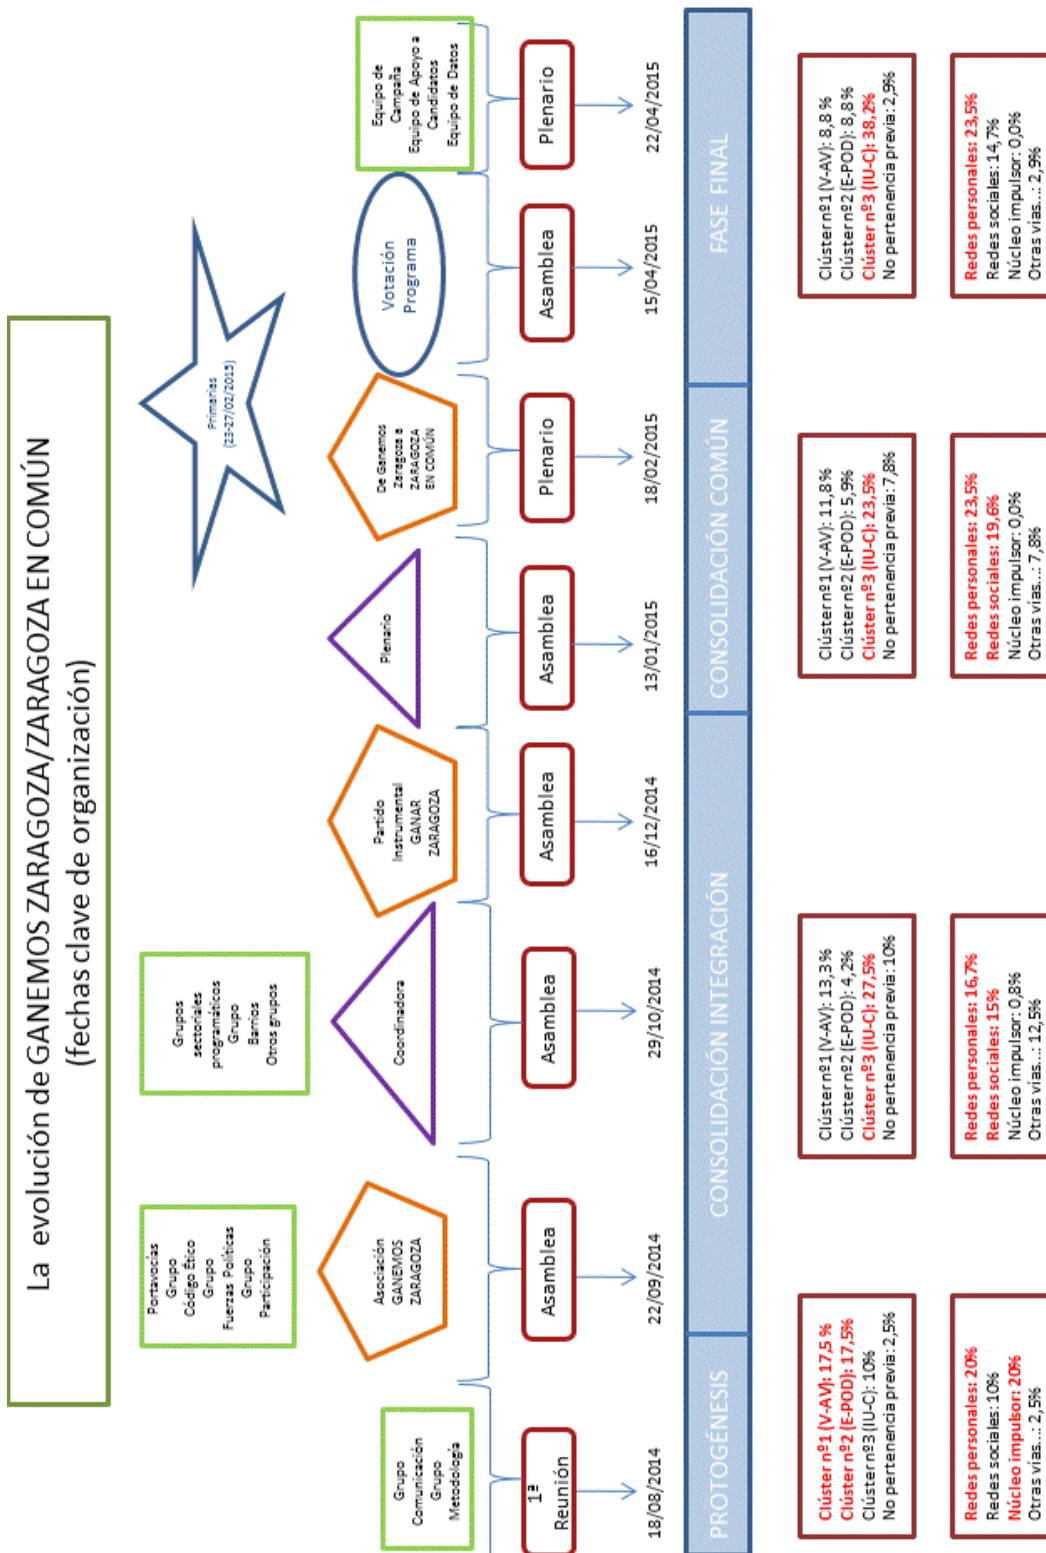 La evolución de GANEMOS ZARAGOZA/ZARAGOZA EN COMÚN
(fechas clave de organización)
Primarias
(23-27/02/2015)
Portavocías
Grupo
Código Ético
Grupo
Fuerzas Políticas
Grupo
Participación
Grupos
sectoriales
programáticos
Grupo
Barrios
Otros grupos
Grupo
Comunicación
Grupo
Metodología
Asociación
GANEMOS
ZARAGOZA
Coordinadora
Partido
Instrumental
GANAR
ZARAGOZA
Plenario
De Ganemos
Zaragoza a
ZARAGOZA
EN COMÚN
Votación
Programa
Equipo de
Campaña
Equipo de Apoyo a
Candidatos
Equipo de Datos
1ª
Reunión
Asamblea
Asamblea
Asamblea
Asamblea
Plenario
Asamblea
Plenario
18/08/2014
22/09/2014
29/10/2014
16/12/2014
13/01/2015
18/02/2015
15/04/2015
22/04/2015
PROTOGÉNESIS
CONSOLIDACIÓN INTEGRACIÓN
CONSOLIDACIÓN COMÚN
FASE FINAL
Clúster nº1 (V-AV): 17,5 %
Clúster nº2 (E-POD): 17,5%
Clúster nº3 (IU-C): 10%
No pertenencia previa: 2,5%
Clúster nº1 (V-AV): 13,3 %
Clúster nº2 (E-POD): 4,2%
Clúster nº3 (IU-C): 27,5%
No pertenencia previa: 10%
Clúster nº1 (V-AV): 11,8%
Clúster nº2 (E-POD): 5,9%
Clúster nº3 (IU-C): 23,5%
No pertenencia previa: 7,8%
Clúster nº1 (V-AV): 8,8 %
Clúster nº2 (E-POD): 8,8 %
Clúster nº3 (IU-C): 38,2%
No pertenencia previa: 2,9%
Redes personales: 20%
Redes sociales: 10%
Núcleo impulsor: 20%
Otras vías...: 2,5%
Redes personales: 16,7%
Redes sociales: 15%
Núcleo impulsor: 0,8%
Otras vías...: 12,5%
Redes personales: 23,5%
Redes sociales: 19,6%
Núcleo impulsor: 0,0%
Otras vías...: 7,8%
Redes personales: 23,5%
Redes sociales: 14,7%
Núcleo impulsor: 0,0%
Otras vías...: 2,9%